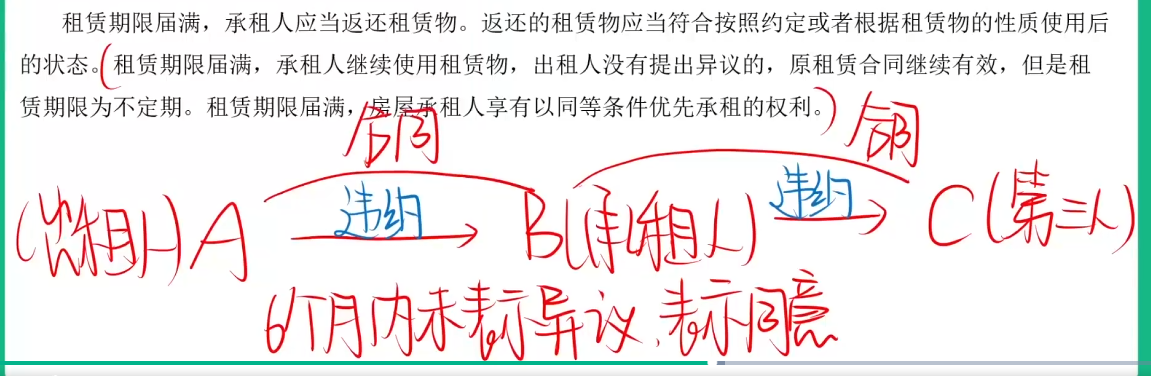 租赁期限届满，承租人应当返还租赁物。返还的租赁物应当符合按照约定或者根据租赁物的性质使用后
的状态。（租赁期限届满，承租人继续使用租赁物，出租人没有提出异议的，原租赁合同继续有效，但是租
赁期限为不定期。租赁期限届满，房屋承租人享有以同等条件优先承租的权利。）
合同 合同
(出租人) A 违约 B(承租人) 违约 C(第三人)
6个月内未表示异议，表示同意